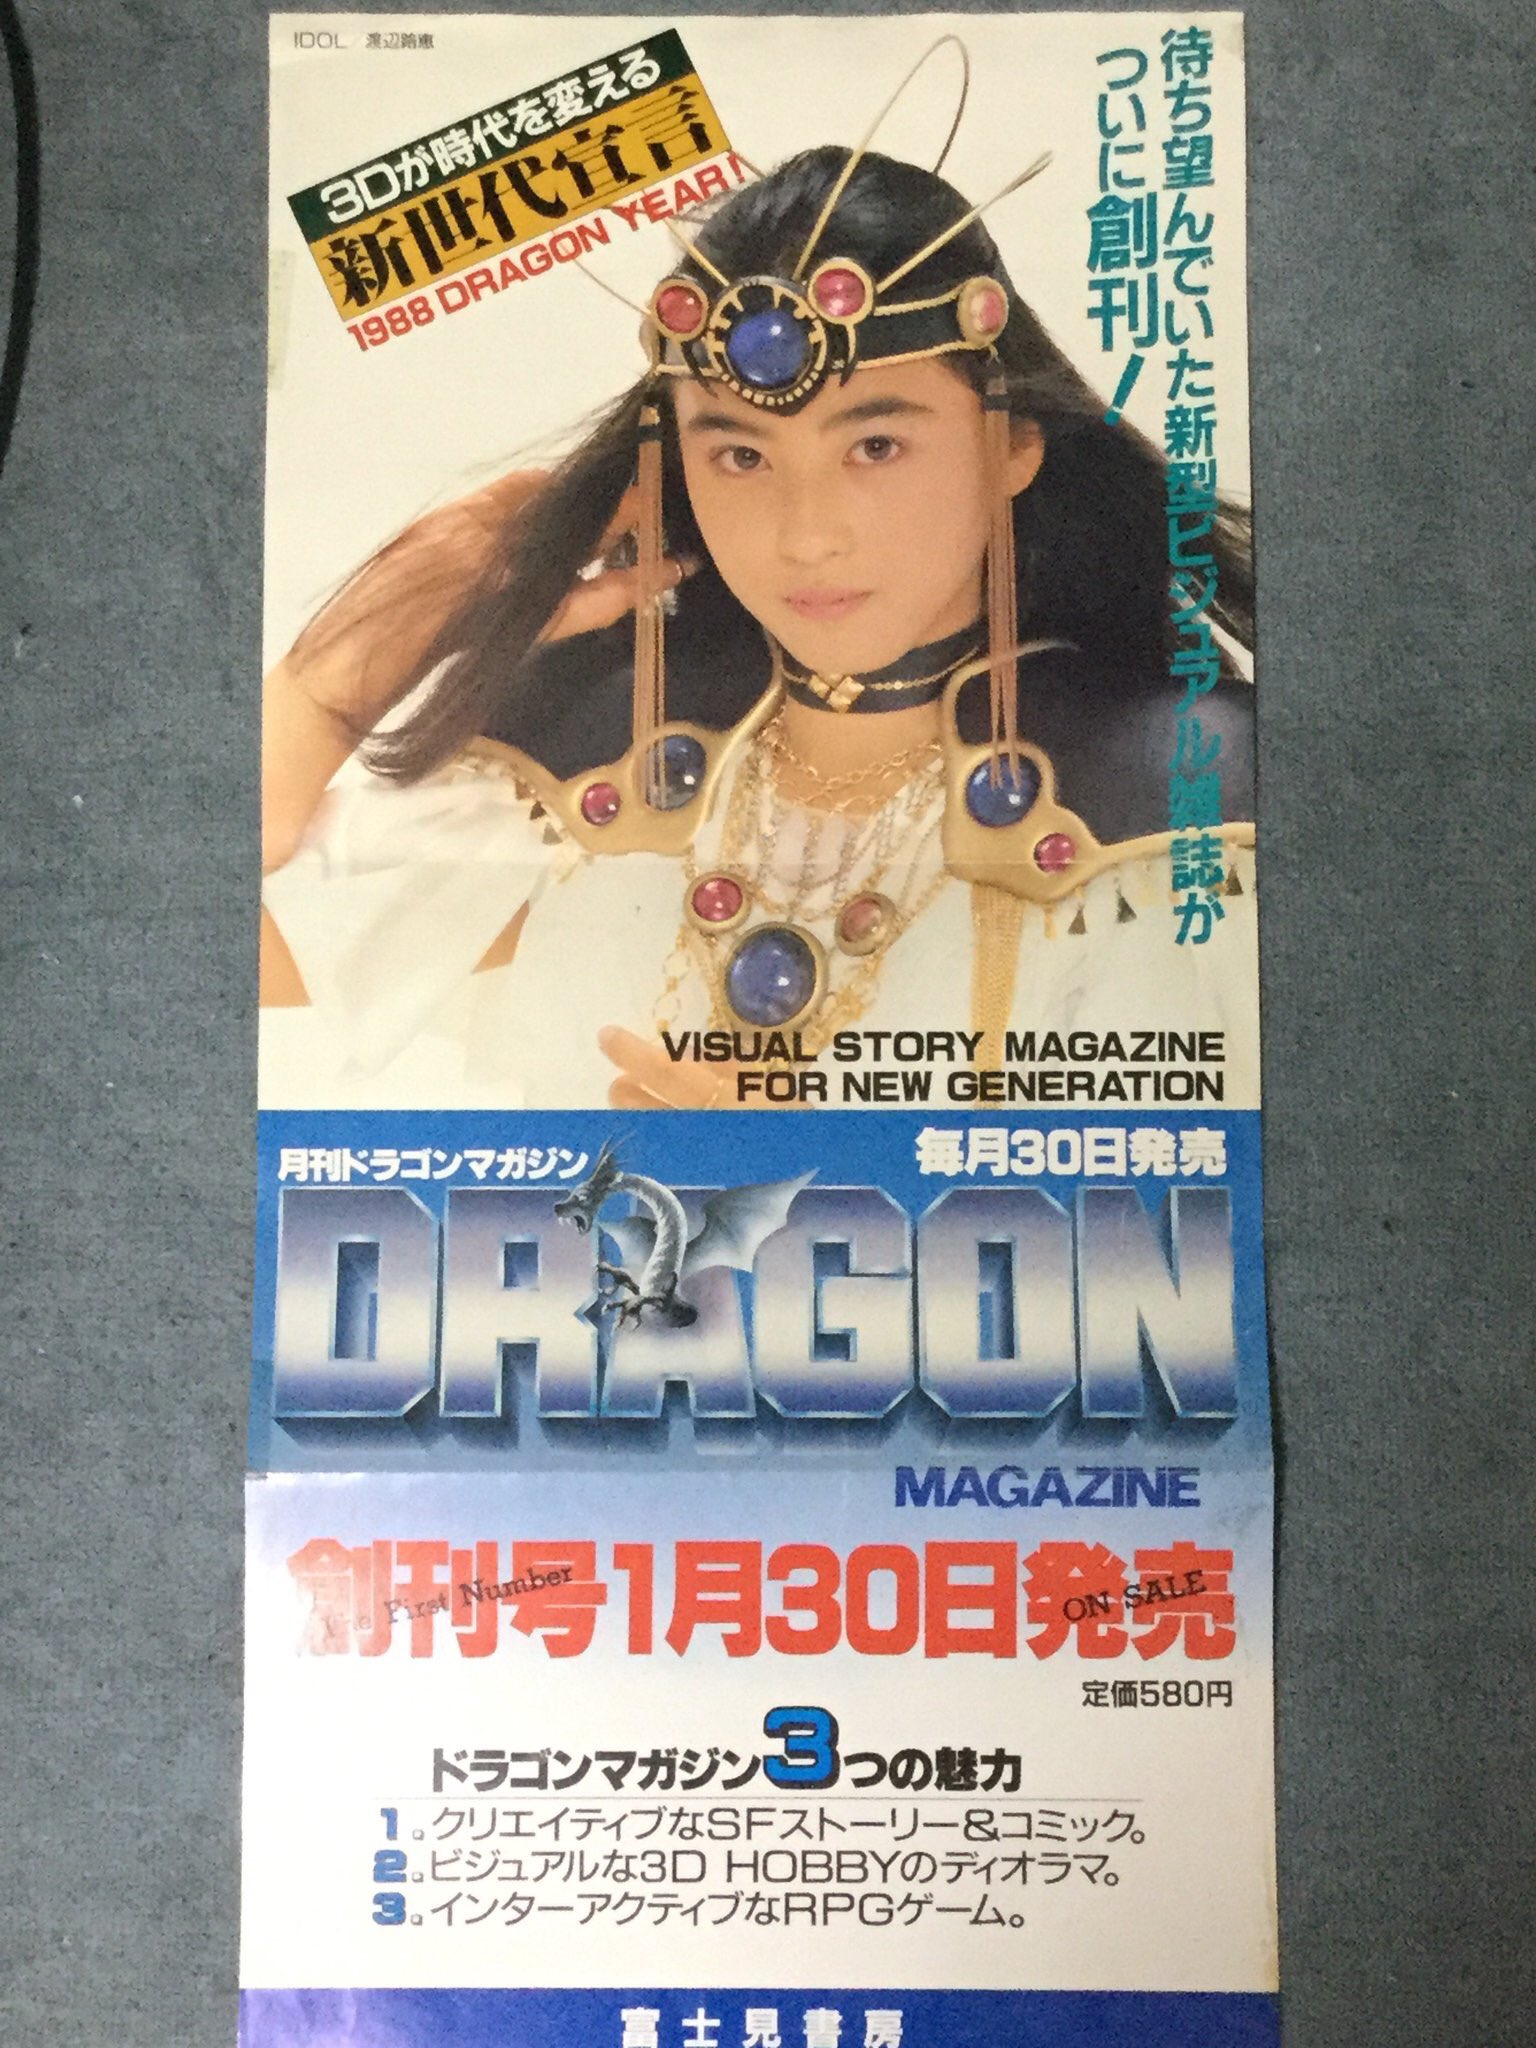 IDOL／渡辺諳恵
3Dが時代を変える
新世代宣言
1988 DRAGON YEAR!
待ち望んでいた新型ビジュアル雑誌が
ついに創刊！
VISUAL STORY MAGAZINE
FOR NEW GENERATION
月刊ドラゴンマガジン
毎月30日発売
DRAGON
MAGAZINE
創刊号1月30日発売
The First Number
ON SALE
定価580円
ドラゴンマガジン3つの魅力
1.クリエイティブなSFストーリー&コミック。
2.ビジュアルな3D HOBBYのディオラマ。
3.インターアクティブなRPGゲーム。
富士見書房